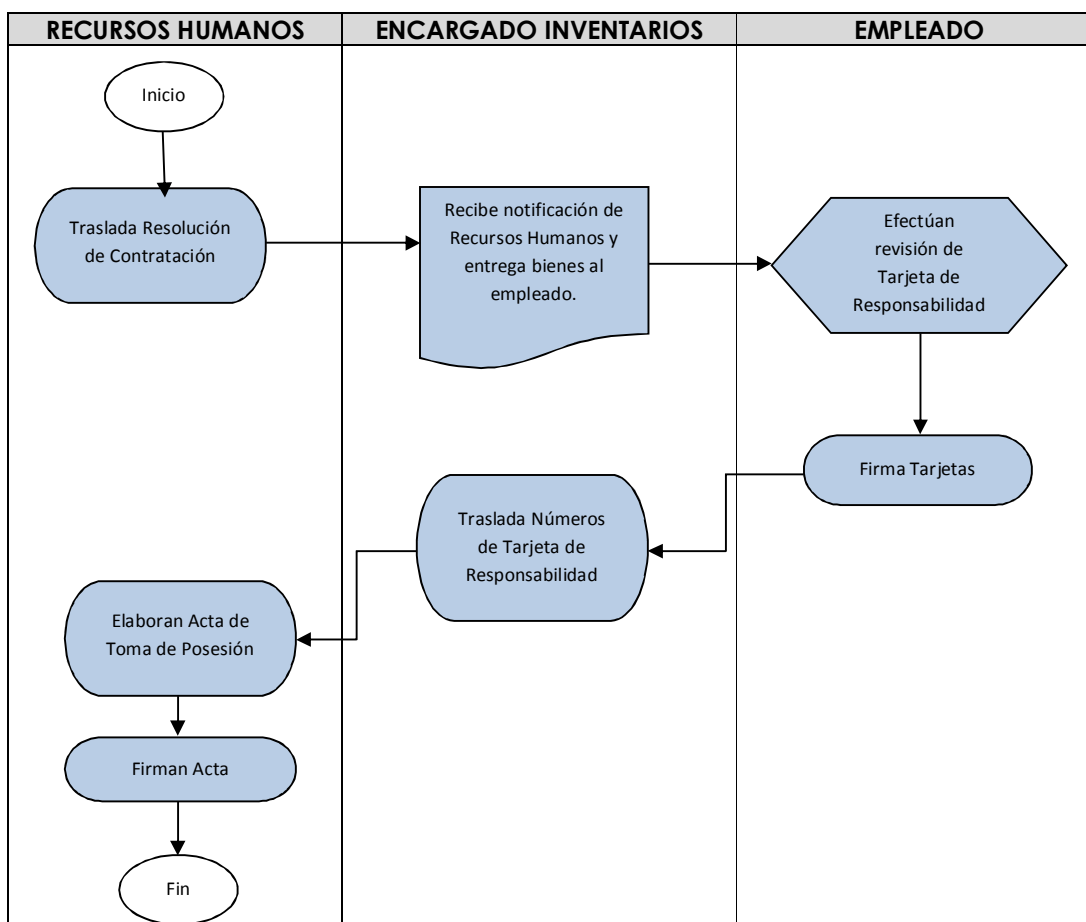 RECURSOS HUMANOS
ENCARGADO INVENTARIOS
EMPLEADO
Inicio
Traslada Resolución
de Contratación
Recibe notificación de
Recursos Humanos y
entrega bienes al
empleado.
Efectúan
revisión de
Tarjeta de
Responsabilidad
Firma Tarjetas
Traslada Números
de Tarjeta de
Responsabilidad
Elaboran Acta de
Toma de Posesión
Firman Acta
Fin